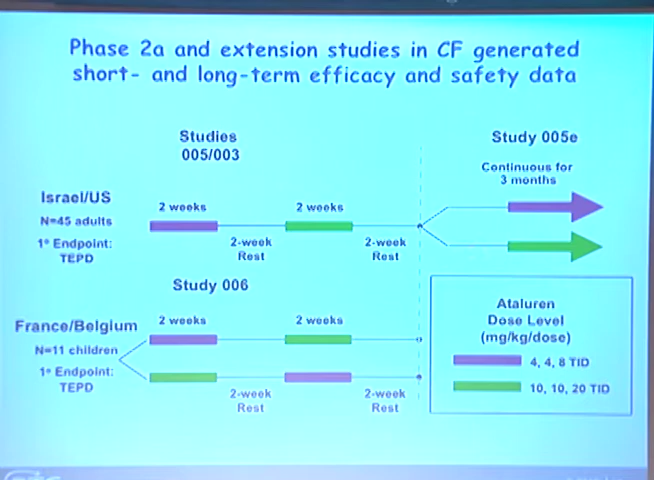 Phase 2a and extension studies in CF generated
short- and long-term efficacy and safety data
Studies
005/003
Study 005e
Continuous for
3 months
Israel/US
N=45 adults
1° Endpoint:
TEPD
2 weeks
2 weeks
2-week
Rest
2-week
Rest
Study 006
France/Belgium
N=11 children
1° Endpoint:
TEPD
2 weeks
2 weeks
2-week
Rest
2-week
Rest
Ataluren
Dose Level
(mg/kg/dose)
4, 4, 8 TID
10, 10, 20 TID